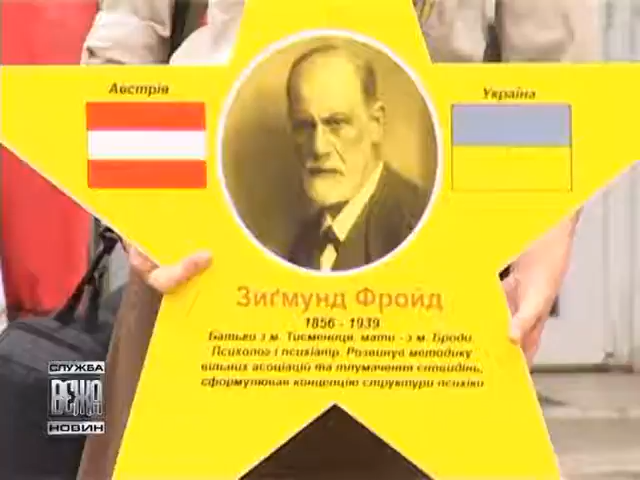 Австрія
Україна
Зиґмунд Фройд
1856 - 1939
Батько з м. Тисмениця, мати - з м. Броди.
Психолог і психіатр. Розвинув методику
вільних асоціацій та тлумачення сновидінь,
сформулював концепцію структури психіки
СЛУЖБА
ВЕЖА
НОВИН